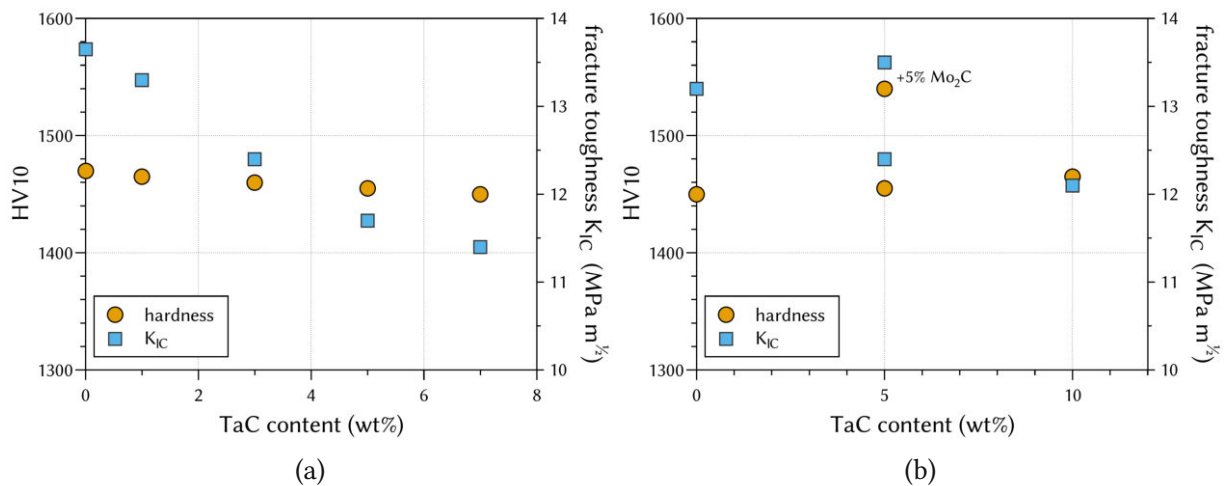 1600
1500
1400
1300
HV10
14
13
12
11
10
fracture toughness K_IC (MPa m^½)
hardness
K_IC
0 2 4 6 8
TaC content (wt%)
(a)
1600
1500
1400
1300
HV10
14
13
12
11
10
fracture toughness K_IC (MPa m^½)
+5% Mo₂C
hardness
K_IC
0 5 10
TaC content (wt%)
(b)